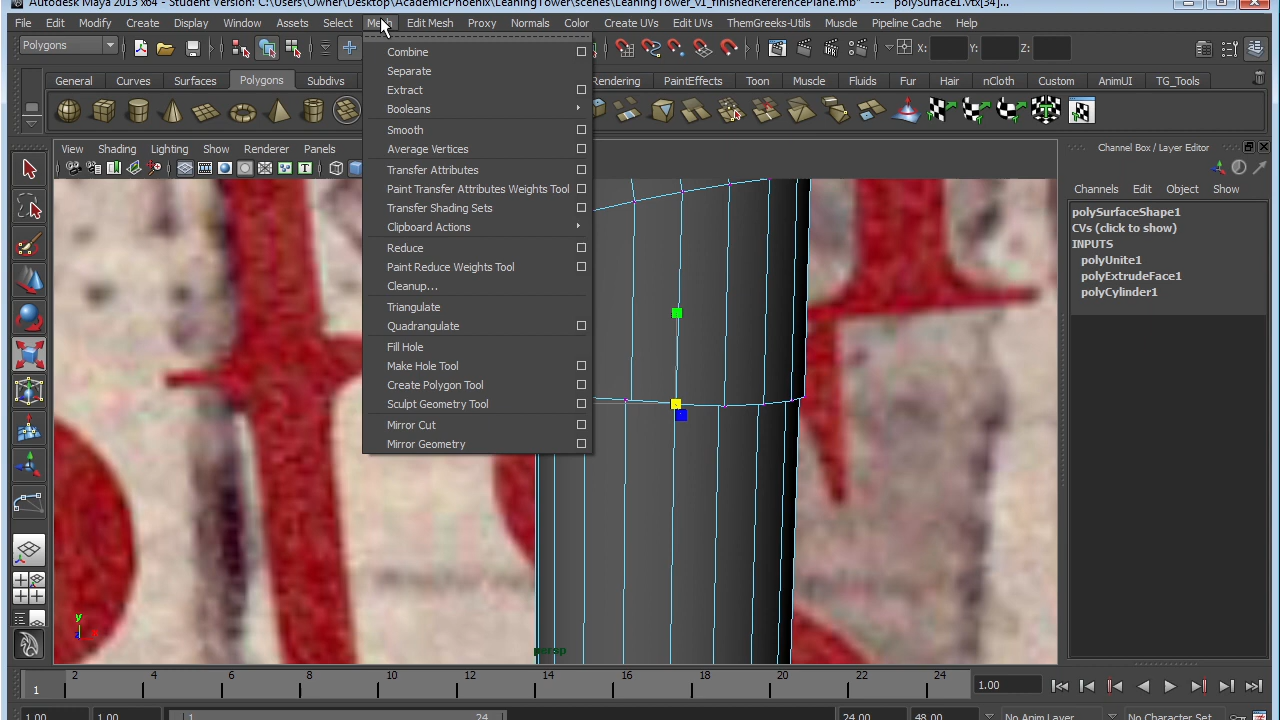 Autodesk Maya 2013 x64 - Student Version: C:\Users\Owner\Desktop\AcademicPhoenix\LeaningTower\scenes\LeaningTower_v1_finishedReferencePlane.mb* --- polySurface1.vtx[34]...
File Edit Modify Create Display Window Assets Select Mesh Edit Mesh Proxy Normals Color Create UVs Edit UVs ThemGreeks-Utils Muscle Pipeline Cache Help
Polygons X: Y: Z:
General Curves Surfaces Polygons Subdivs Rendering PaintEffects Toon Muscle Fluids Fur Hair nCloth Custom AnimUI TG_Tools
View Shading Lighting Show Renderer Panels
Combine
Separate
Extract
Booleans
Smooth
Average Vertices
Transfer Attributes
Paint Transfer Attributes Weights Tool
Transfer Shading Sets
Clipboard Actions
Reduce
Paint Reduce Weights Tool
Cleanup...
Triangulate
Quadrangulate
Fill Hole
Make Hole Tool
Create Polygon Tool
Sculpt Geometry Tool
Mirror Cut
Mirror Geometry
Channel Box / Layer Editor
Channels Edit Object Show
polySurfaceShape1
CVs (click to show)
INPUTS
polyUnite1
polyExtrudeFace1
polyCylinder1
y
z
persp
2 4 6 8 10 12 14 16 18 20 22 24
1 1.00
1.00 1.00 1 24 24.00 48.00 No Anim Layer No Character Set